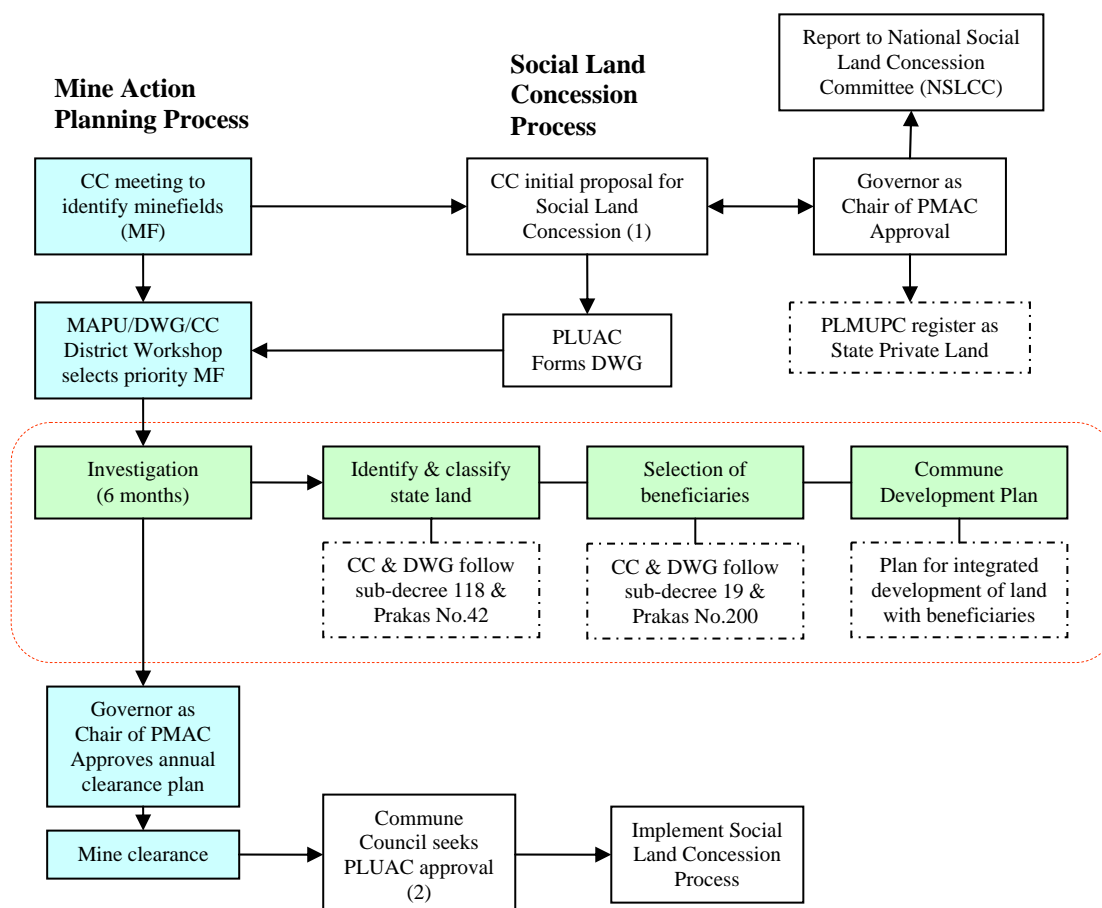 Mine Action
Planning Process
Social Land
Concession
Process
Report to National Social
Land Concession
Committee (NSLCC)
CC meeting to
identify minefields
(MF)
CC initial proposal for
Social Land
Concession (1)
Governor as
Chair of PMAC
Approval
MAPU/DWG/CC
District Workshop
selects priority MF
PLUAC
Forms DWG
PLMUPC register as
State Private Land
Investigation
(6 months)
Identify & classify
state land
Selection of
beneficiaries
Commune
Development Plan
CC & DWG follow
sub-decree 118 &
Prakas No.42
CC & DWG follow
sub-decree 19 &
Prakas No.200
Plan for integrated
development of land
with beneficiaries
Governor as
Chair of PMAC
Approves annual
clearance plan
Mine clearance
Commune
Council seeks
PLUAC approval
(2)
Implement Social
Land Concession
Process